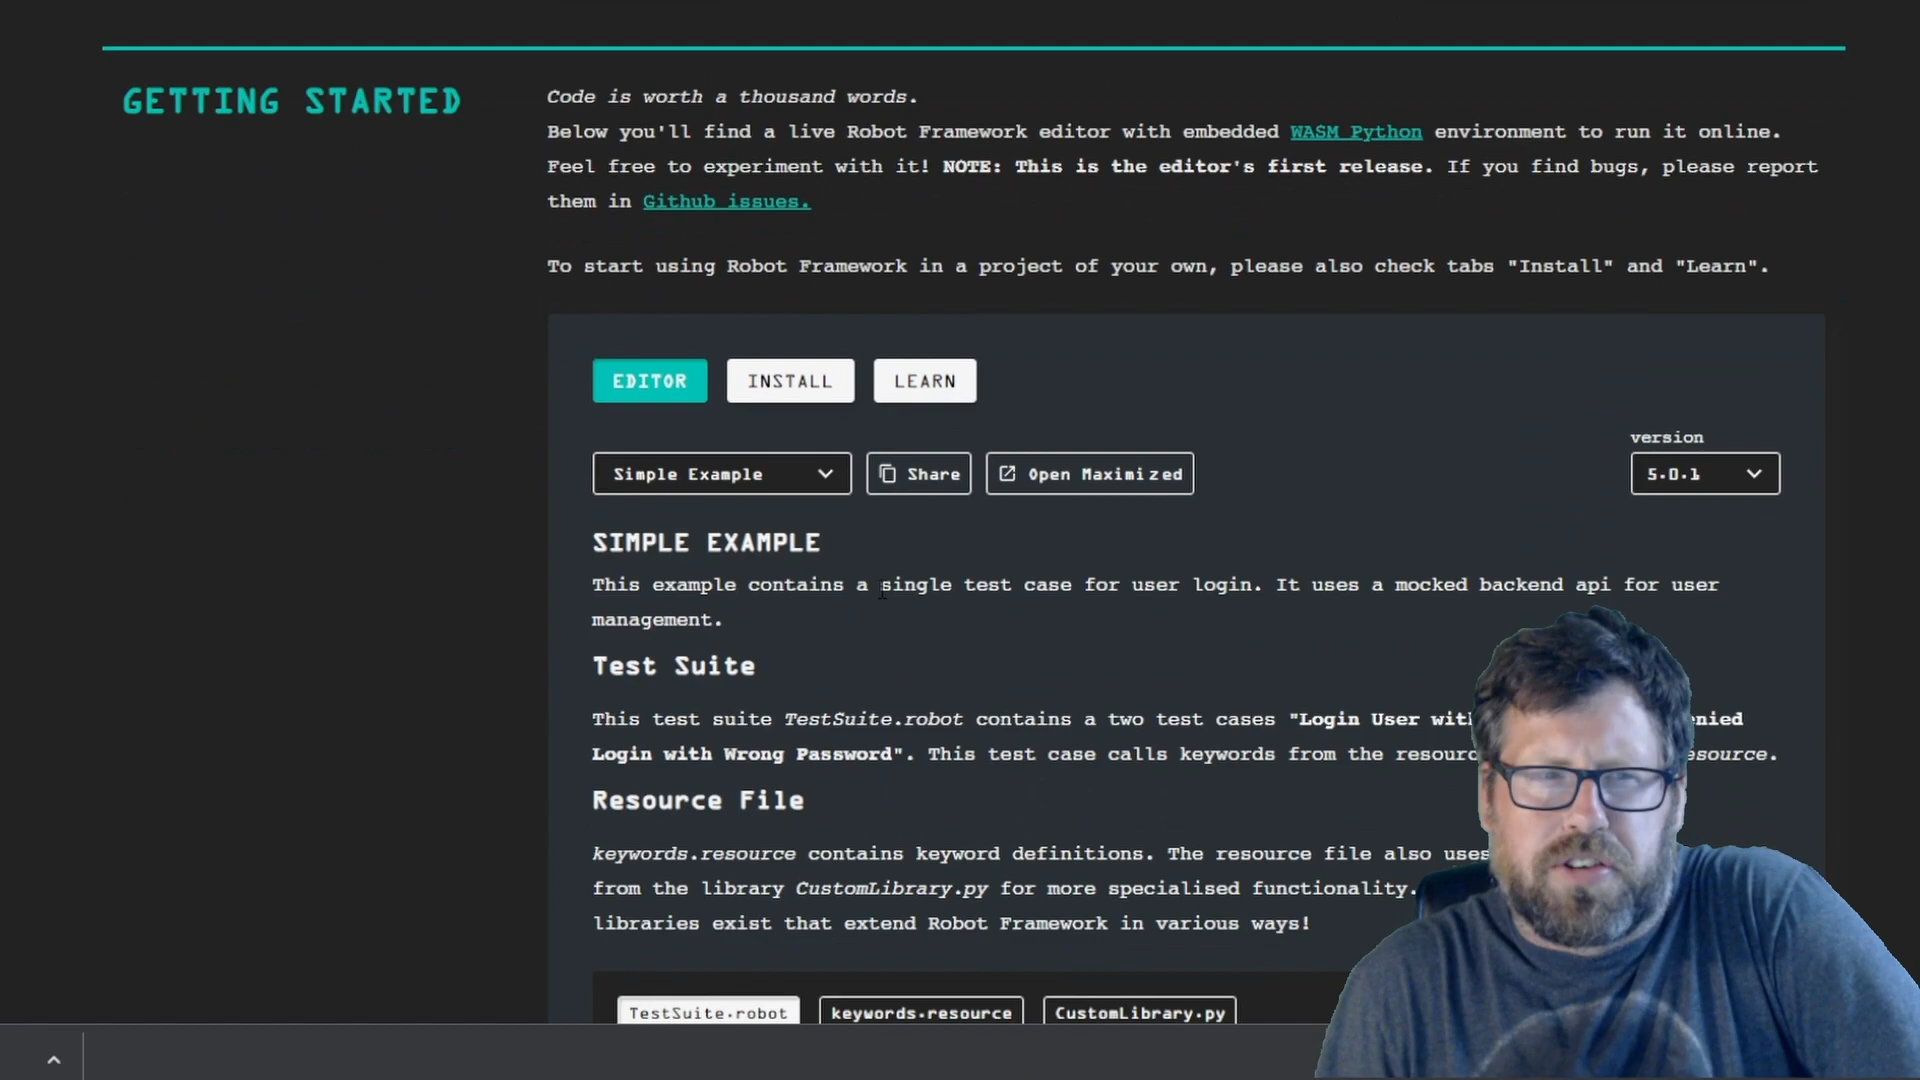 GETTING STARTED
Code is worth a thousand words.
Below you'll find a live Robot Framework editor with embedded WASM Python environment to run it online.
Feel free to experiment with it! NOTE: This is the editor's first release. If you find bugs, please report
them in Github issues.
To start using Robot Framework in a project of your own, please also check tabs "Install" and "Learn".
EDITOR INSTALL LEARN
version
Simple Example Share Open Maximized 5.0.1
SIMPLE EXAMPLE
This example contains a single test case for user login. It uses a mocked backend api for user
management.
Test Suite
This test suite TestSuite.robot contains a two test cases "Login User
Login with Wrong Password". This test case calls keywords from the
Resource File
keywords.resource contains keyword definitions. The resource file also uses
from the library CustomLibrary.py for more specialised functionality.
libraries exist that extend Robot Framework in various ways!
TestSuite.robot keywords.resource CustomLibrary.py